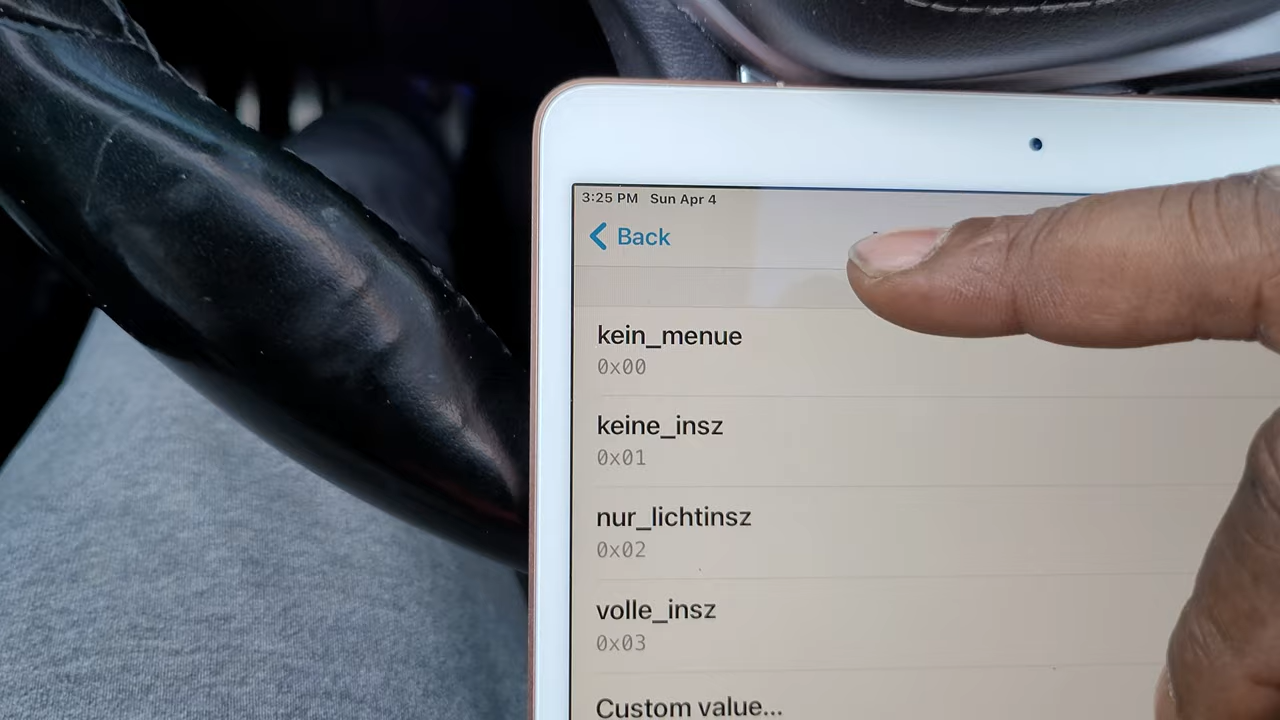 3:25 PM Sun Apr 4
Back
kein_menue
0x00
keine_insz
0x01
nur_lichtinsz
0x02
volle_insz
0x03
Custom value...